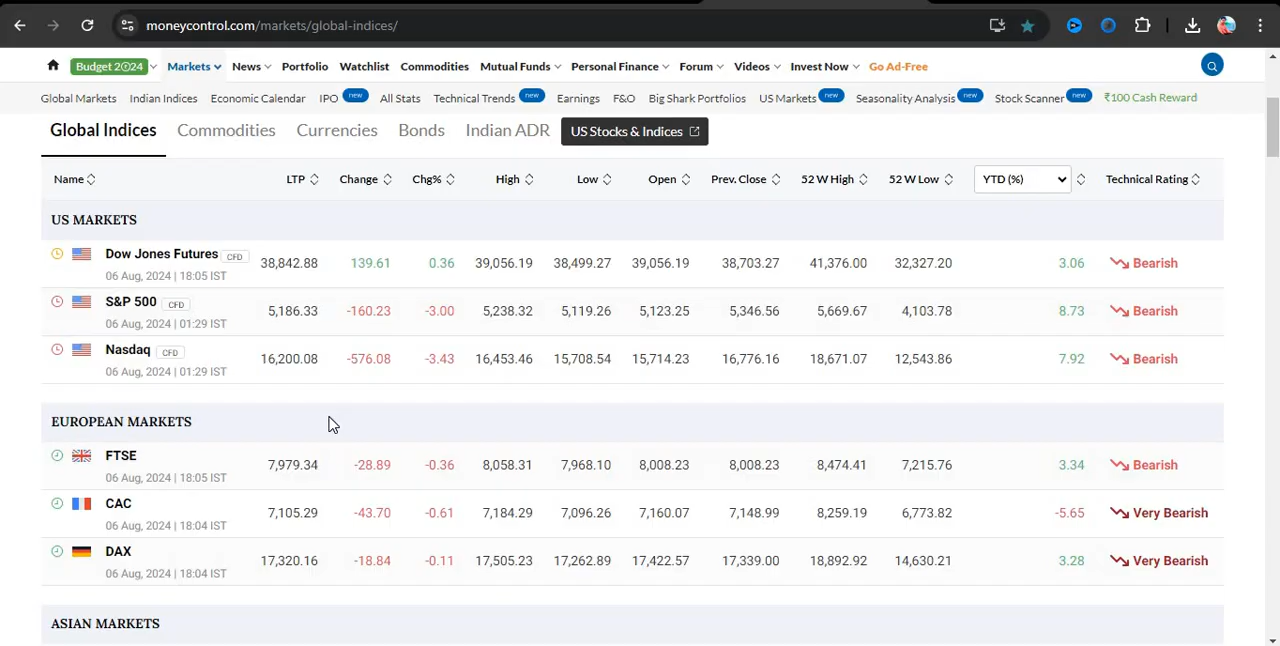 moneycontrol.com/markets/global-indices/
Budget 2024 Markets News Portfolio Watchlist Commodities Mutual Funds Personal Finance Forum Videos Invest Now Go Ad-Free
Global Markets Indian Indices Economic Calendar IPO new All Stats Technical Trends new Earnings F&O Big Shark Portfolios US Markets new Seasonality Analysis new Stock Scanner new ₹100 Cash Reward
Global Indices Commodities Currencies Bonds Indian ADR US Stocks & Indices
Name LTP Change Chg% High Low Open Prev. Close 52 W High 52 W Low YTD (%) Technical Rating
US MARKETS
Dow Jones Futures CFD 38,842.88 139.61 0.36 39,056.19 38,499.27 39,056.19 38,703.27 41,376.00 32,327.20 3.06 Bearish
06 Aug, 2024 | 18:05 IST
S&P 500 CFD 5,186.33 -160.23 -3.00 5,238.32 5,119.26 5,123.25 5,346.56 5,669.67 4,103.78 8.73 Bearish
06 Aug, 2024 | 01:29 IST
Nasdaq CFD 16,200.08 -576.08 -3.43 16,453.46 15,708.54 15,714.23 16,776.16 18,671.07 12,543.86 7.92 Bearish
06 Aug, 2024 | 01:29 IST
EUROPEAN MARKETS
FTSE 7,979.34 -28.89 -0.36 8,058.31 7,968.10 8,008.23 8,008.23 8,474.41 7,215.76 3.34 Bearish
06 Aug, 2024 | 18:05 IST
CAC 7,105.29 -43.70 -0.61 7,184.29 7,096.26 7,160.07 7,148.99 8,259.19 6,773.82 -5.65 Very Bearish
06 Aug, 2024 | 18:04 IST
DAX 17,320.16 -18.84 -0.11 17,505.23 17,262.89 17,422.57 17,339.00 18,892.92 14,630.21 3.28 Very Bearish
06 Aug, 2024 | 18:04 IST
ASIAN MARKETS